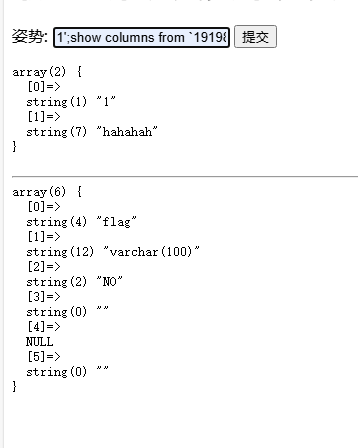 姿势: 1';show columns from `1919 提交
array(2) {
  [0]=>
  string(1) "1"
  [1]=>
  string(7) "hahahah"
}
array(6) {
  [0]=>
  string(4) "flag"
  [1]=>
  string(12) "varchar(100)"
  [2]=>
  string(2) "NO"
  [3]=>
  string(0) ""
  [4]=>
  NULL
  [5]=>
  string(0) ""
}